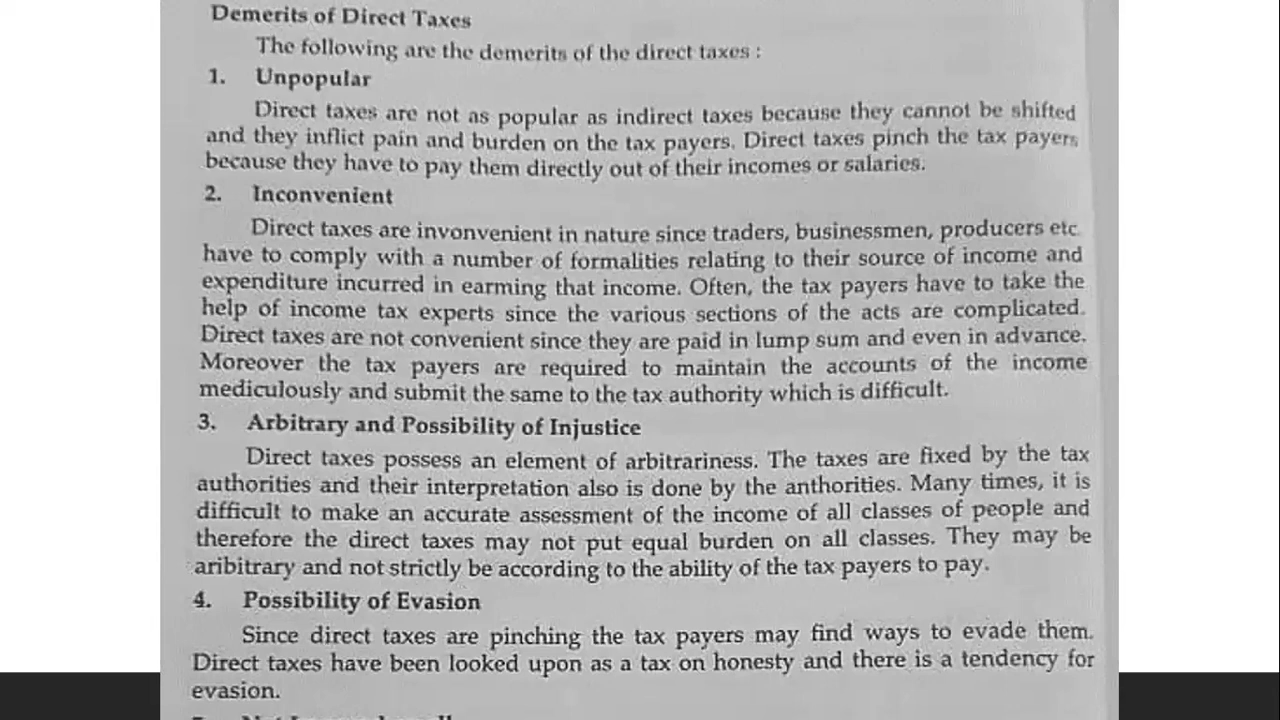 Demerits of Direct Taxes
The following are the demerits of the direct taxes :
1. Unpopular
Direct taxes are not as popular as indirect taxes because they cannot be shifted
and they inflict pain and burden on the tax payers. Direct taxes pinch the tax payers
because they have to pay them directly out of their incomes or salaries.
2. Inconvenient
Direct taxes are invonvenient in nature since traders, businessmen, producers etc.
have to comply with a number of formalities relating to their source of income and
expenditure incurred in earming that income. Often, the tax payers have to take the
help of income tax experts since the various sections of the acts are complicated.
Direct taxes are not convenient since they are paid in lump sum and even in advance.
Moreover the tax payers are required to maintain the accounts of the income
mediculously and submit the same to the tax authority which is difficult.
3. Arbitrary and Possibility of Injustice
Direct taxes possess an element of arbitrariness. The taxes are fixed by the tax
authorities and their interpretation also is done by the anthorities. Many times, it is
difficult to make an accurate assessment of the income of all classes of people and
therefore the direct taxes may not put equal burden on all classes. They may be
aribitrary and not strictly be according to the ability of the tax payers to pay.
4. Possibility of Evasion
Since direct taxes are pinching the tax payers may find ways to evade them.
Direct taxes have been looked upon as a tax on honesty and there is a tendency for
evasion.